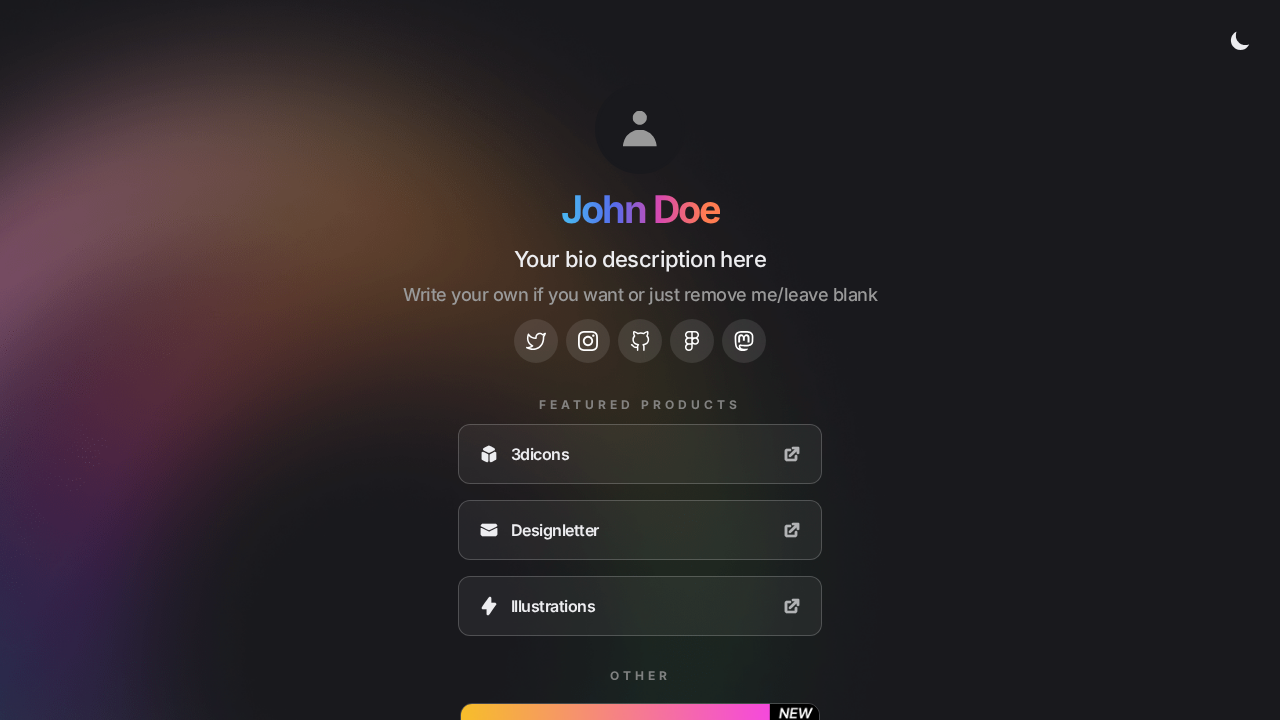 John Doe
Your bio description here
Write your own if you want or just remove me/leave blank
FEATURED PRODUCTS
3dicons
Designletter
Illustrations
OTHER
NEW